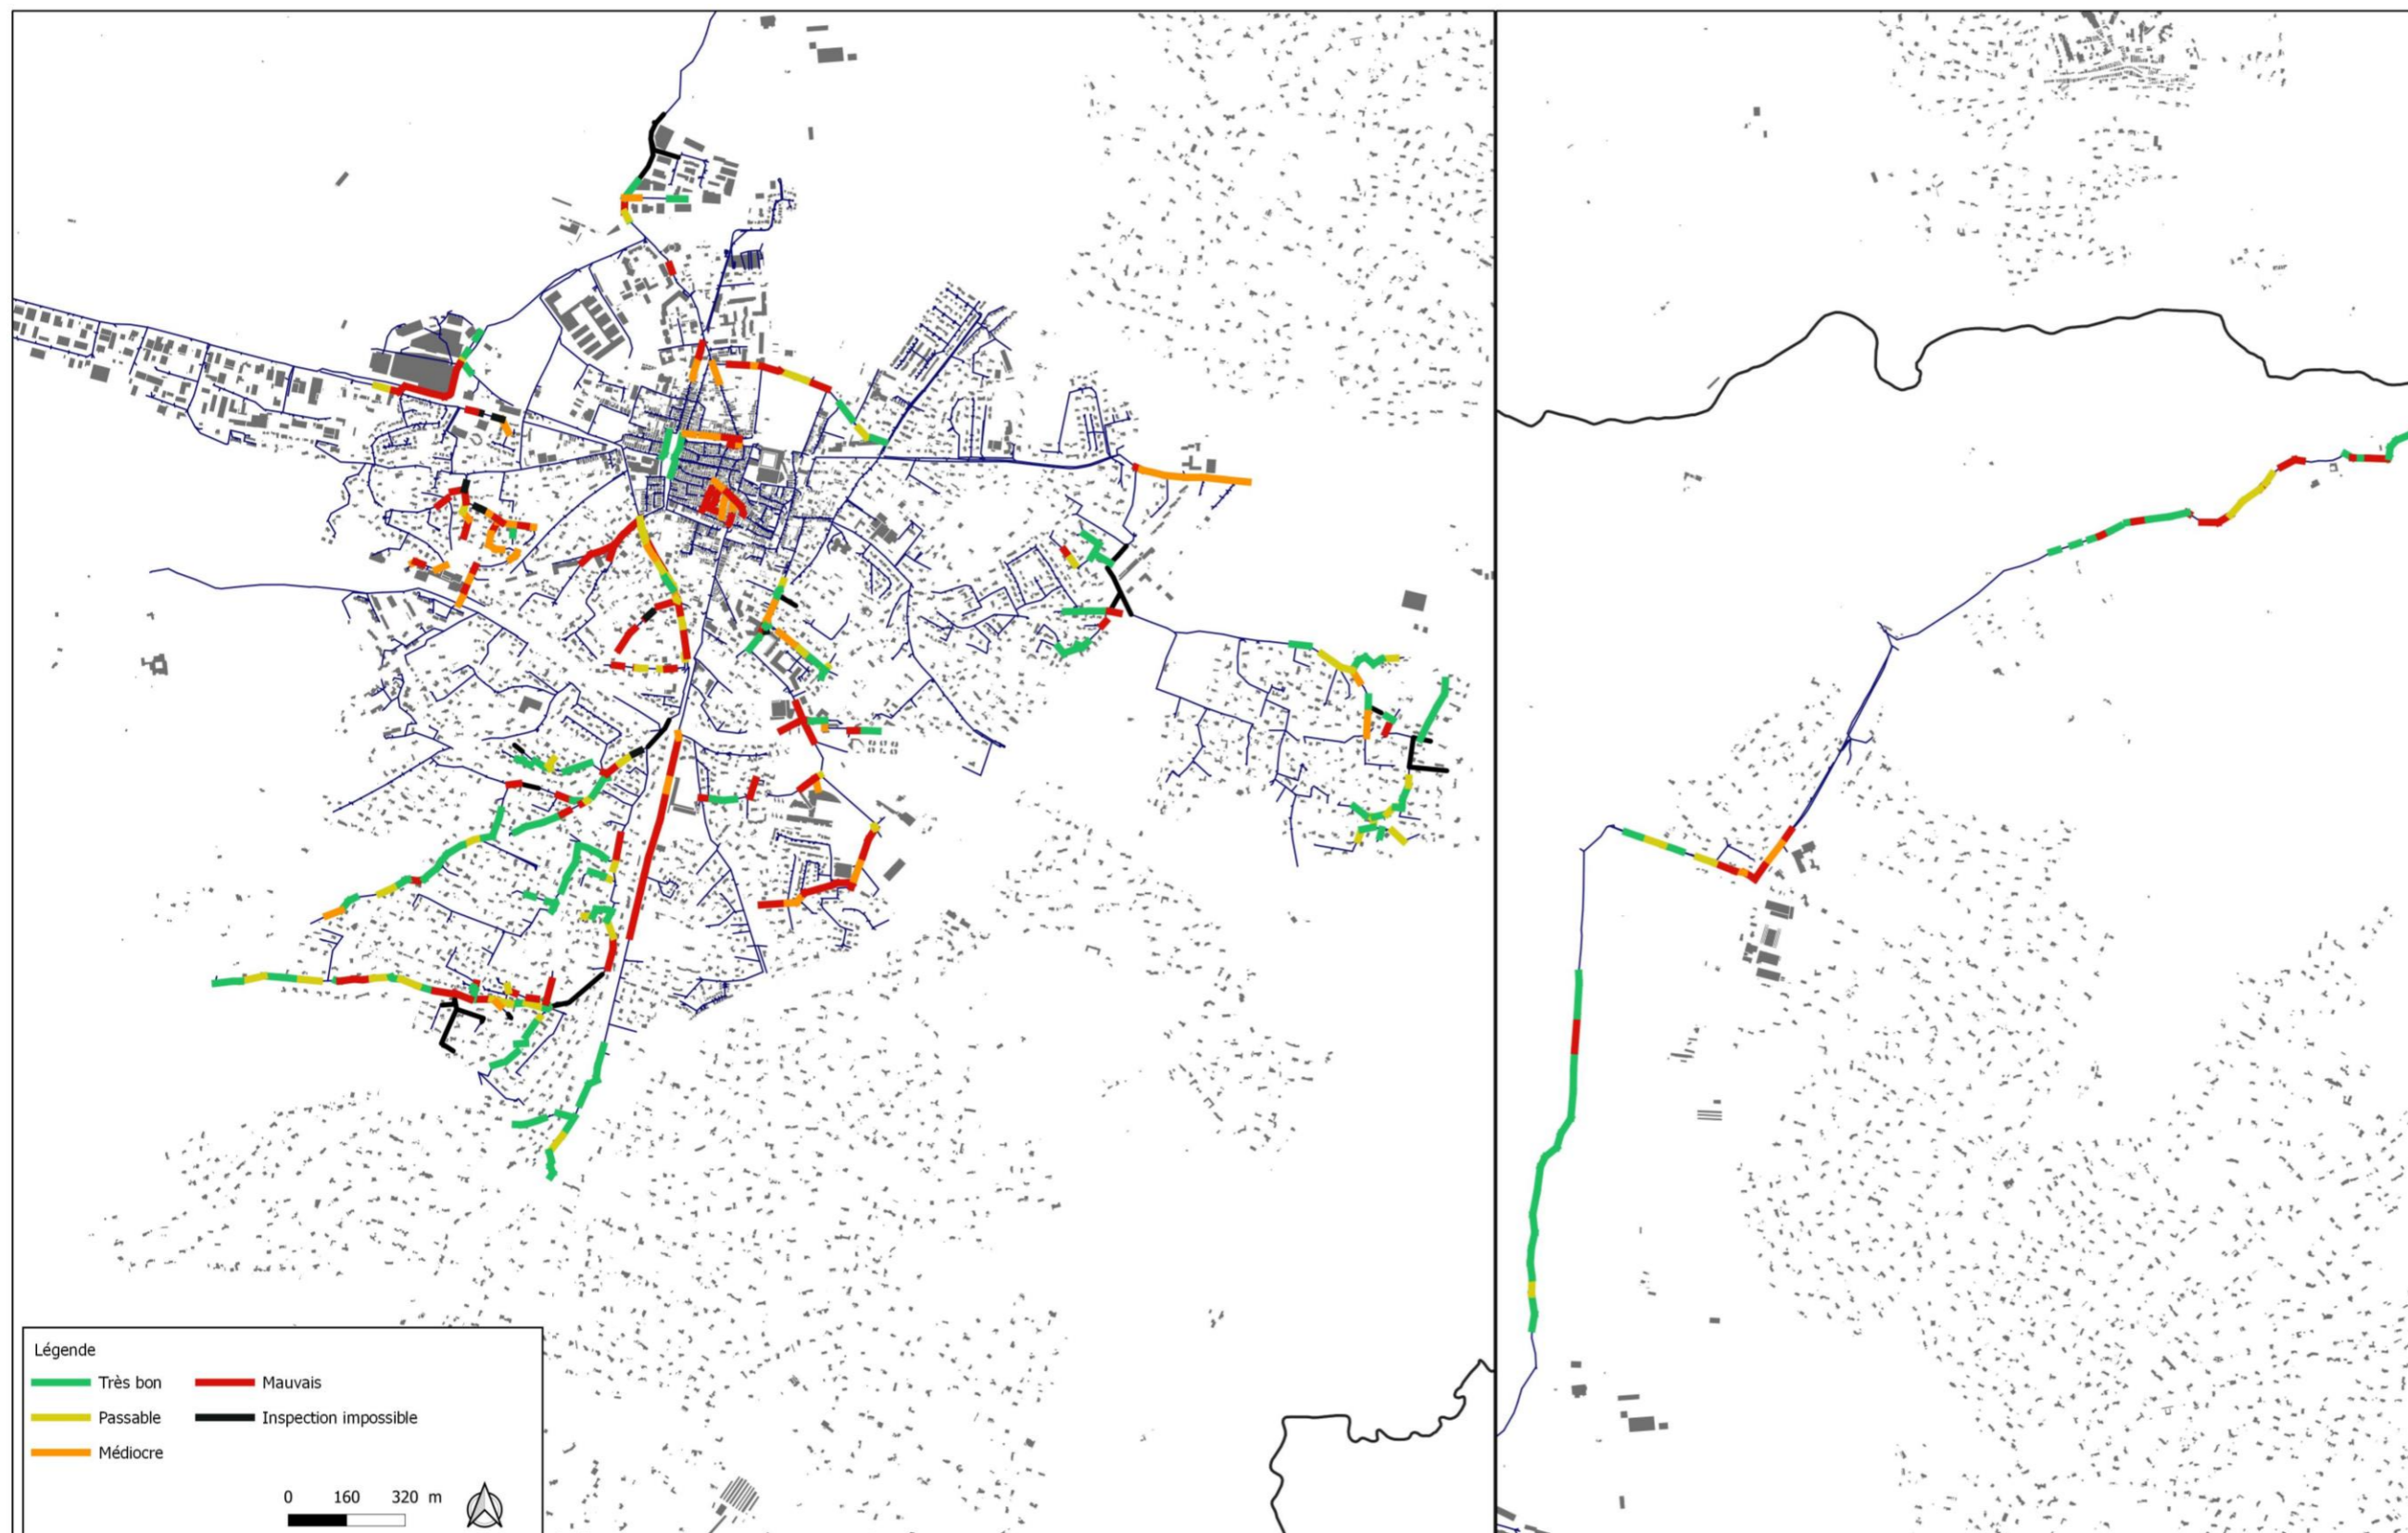 Légende
Très bon
Mauvais
Passable
Inspection impossible
Médiocre
0 160 320 m